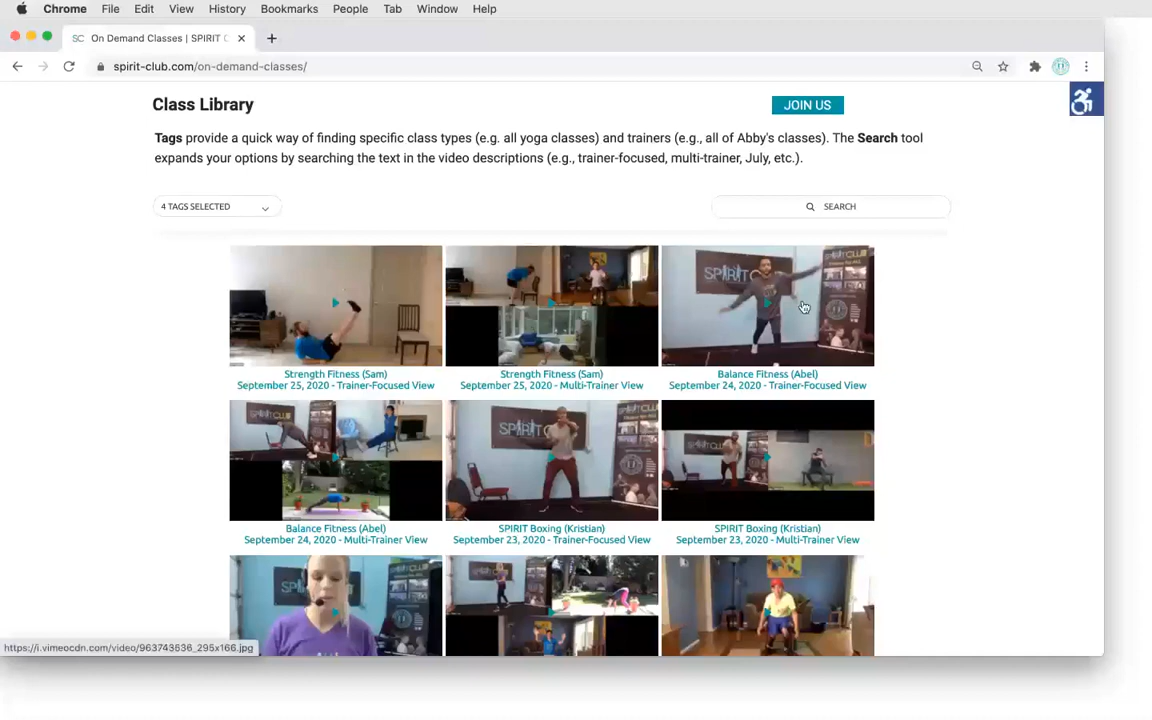 Chrome File Edit View History Bookmarks People Tab Window Help
SC On Demand Classes | SPIRIT C
spirit-club.com/on-demand-classes/
Class Library
JOIN US
Tags provide a quick way of finding specific class types (e.g. all yoga classes) and trainers (e.g., all of Abby's classes). The Search tool
expands your options by searching the text in the video descriptions (e.g., trainer-focused, multi-trainer, July, etc.).
4 TAGS SELECTED
SEARCH
Strength Fitness (Sam)
September 25, 2020 - Trainer-Focused View
Strength Fitness (Sam)
September 25, 2020 - Multi-Trainer View
Balance Fitness (Abel)
September 24, 2020 - Trainer-Focused View
Balance Fitness (Abel)
September 24, 2020 - Multi-Trainer View
SPIRIT Boxing (Kristian)
September 23, 2020 - Trainer-Focused View
SPIRIT Boxing (Kristian)
September 23, 2020 - Multi-Trainer View
https://i.vimeocdn.com/video/963743536_295x166.jpg